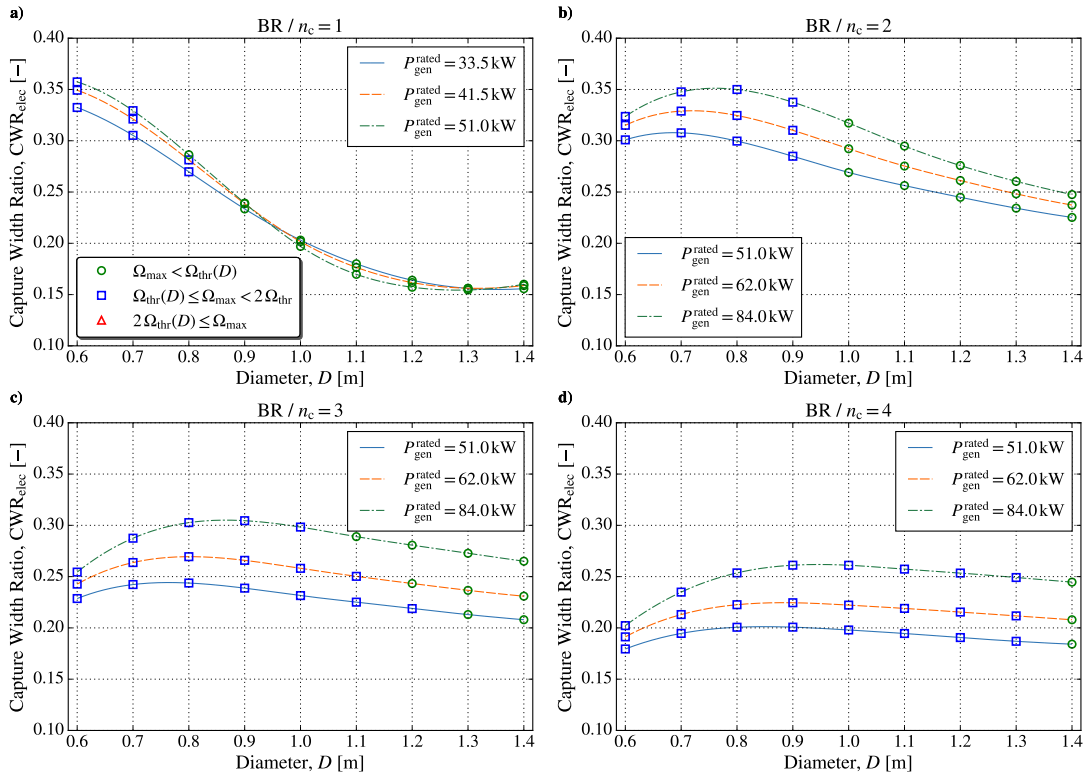 a)
BR / n_c = 1
Capture Width Ratio, CWR_elec [−]
0.40
0.35
0.30
0.25
0.20
0.15
0.10
P_gen^rated = 33.5 kW
P_gen^rated = 41.5 kW
P_gen^rated = 51.0 kW
Ω_max < Ω_thr(D)
Ω_thr(D) ≤ Ω_max < 2 Ω_thr
2 Ω_thr(D) ≤ Ω_max
0.6 0.7 0.8 0.9 1.0 1.1 1.2 1.3 1.4
Diameter, D [m]
b)
BR / n_c = 2
Capture Width Ratio, CWR_elec [−]
0.40
0.35
0.30
0.25
0.20
0.15
0.10
P_gen^rated = 51.0 kW
P_gen^rated = 62.0 kW
P_gen^rated = 84.0 kW
0.6 0.7 0.8 0.9 1.0 1.1 1.2 1.3 1.4
Diameter, D [m]
c)
BR / n_c = 3
Capture Width Ratio, CWR_elec [−]
0.40
0.35
0.30
0.25
0.20
0.15
0.10
P_gen^rated = 51.0 kW
P_gen^rated = 62.0 kW
P_gen^rated = 84.0 kW
0.6 0.7 0.8 0.9 1.0 1.1 1.2 1.3 1.4
Diameter, D [m]
d)
BR / n_c = 4
Capture Width Ratio, CWR_elec [−]
0.40
0.35
0.30
0.25
0.20
0.15
0.10
P_gen^rated = 51.0 kW
P_gen^rated = 62.0 kW
P_gen^rated = 84.0 kW
0.6 0.7 0.8 0.9 1.0 1.1 1.2 1.3 1.4
Diameter, D [m]